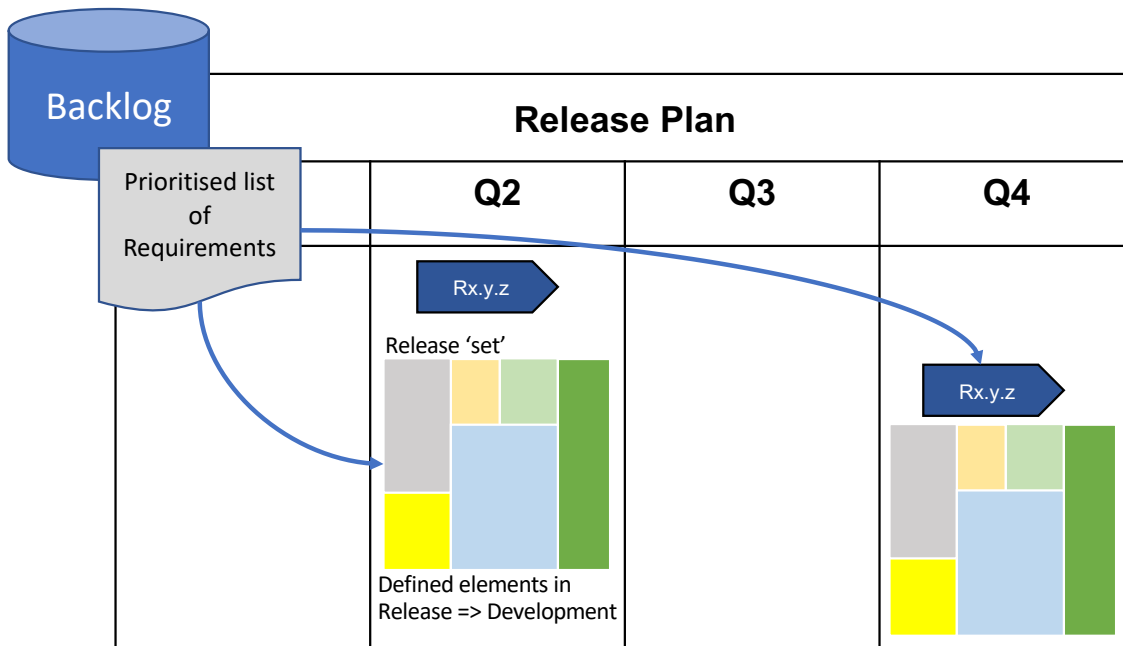 Backlog
Release Plan
Prioritised list
of
Requirements
Q2
Q3
Q4
Rx.y.z
Release ‘set’
Rx.y.z
Defined elements in
Release => Development